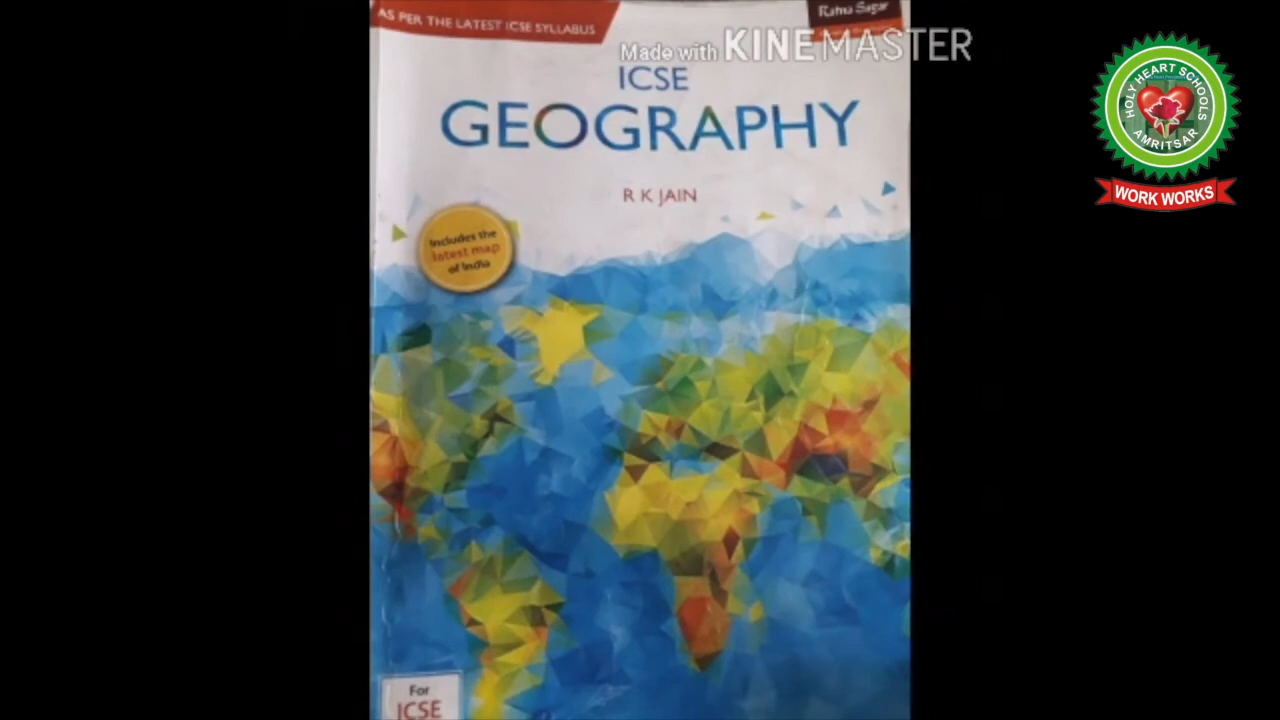 AS PER THE LATEST ICSE SYLLABUS
Ratna Sagar
Made with KINEMASTER
ICSE
GEOGRAPHY
R K JAIN
Includes the
latest map
of India
For
ICSE
HOLY HEART SCHOOLS
AMRITSAR
WORK WORKS